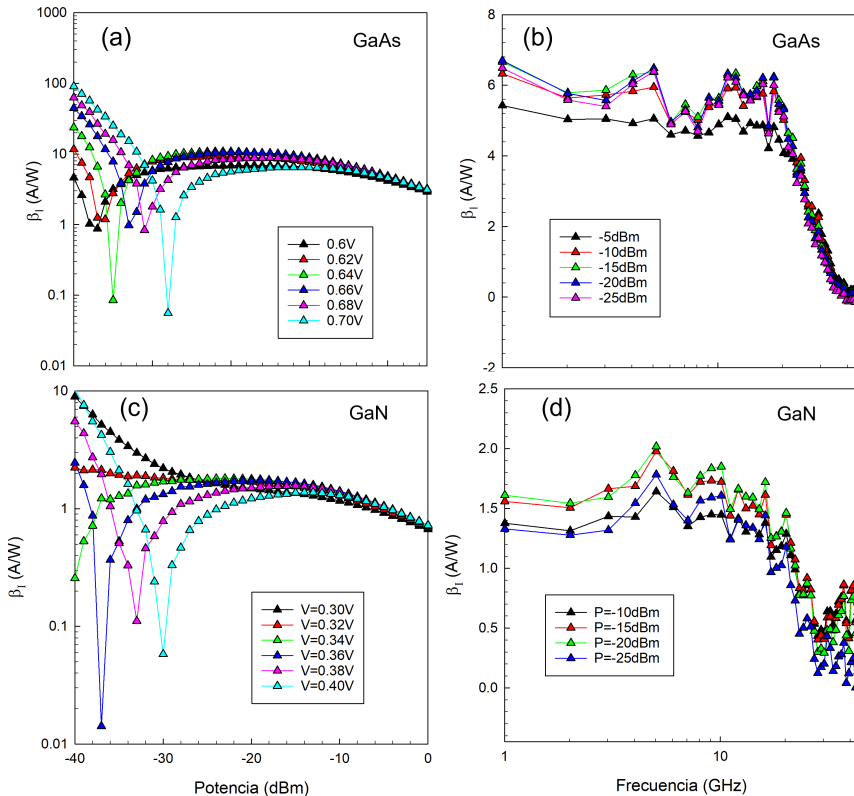 (a)
GaAs
β_I (A/W)
1000
100
10
1
0.1
0.01
0.6V
0.62V
0.64V
0.66V
0.68V
0.70V
(b)
GaAs
β_I (A/W)
8
6
4
2
0
-2
-5dBm
-10dBm
-15dBm
-20dBm
-25dBm
(c)
GaN
β_I (A/W)
10
1
0.1
0.01
V=0.30V
V=0.32V
V=0.34V
V=0.36V
V=0.38V
V=0.40V
-40 -30 -20 -10 0
Potencia (dBm)
(d)
GaN
β_I (A/W)
2.5
2.0
1.5
1.0
0.5
0.0
P=-10dBm
P=-15dBm
P=-20dBm
P=-25dBm
1 10
Frecuencia (GHz)